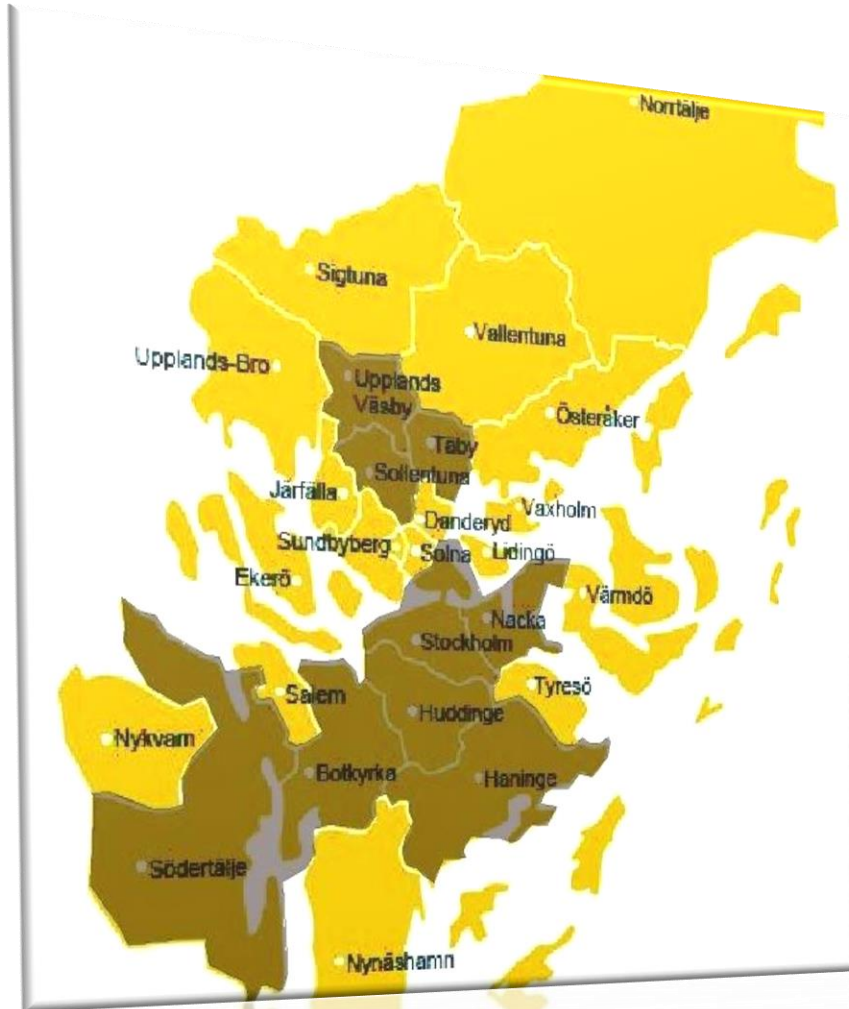 Norrtälje
Sigtuna
Vallentuna
Upplands-Bro
Upplands
Väsby
Österåker
Täby
Sollentuna
Järfälla
Vaxholm
Danderyd
Sundbyberg
Solna
Lidingö
Ekerö
Värmdö
Nacka
Stockholm
Tyresö
Salem
Huddinge
Nykvarn
Botkyrka
Haninge
Södertälje
Nynäshamn